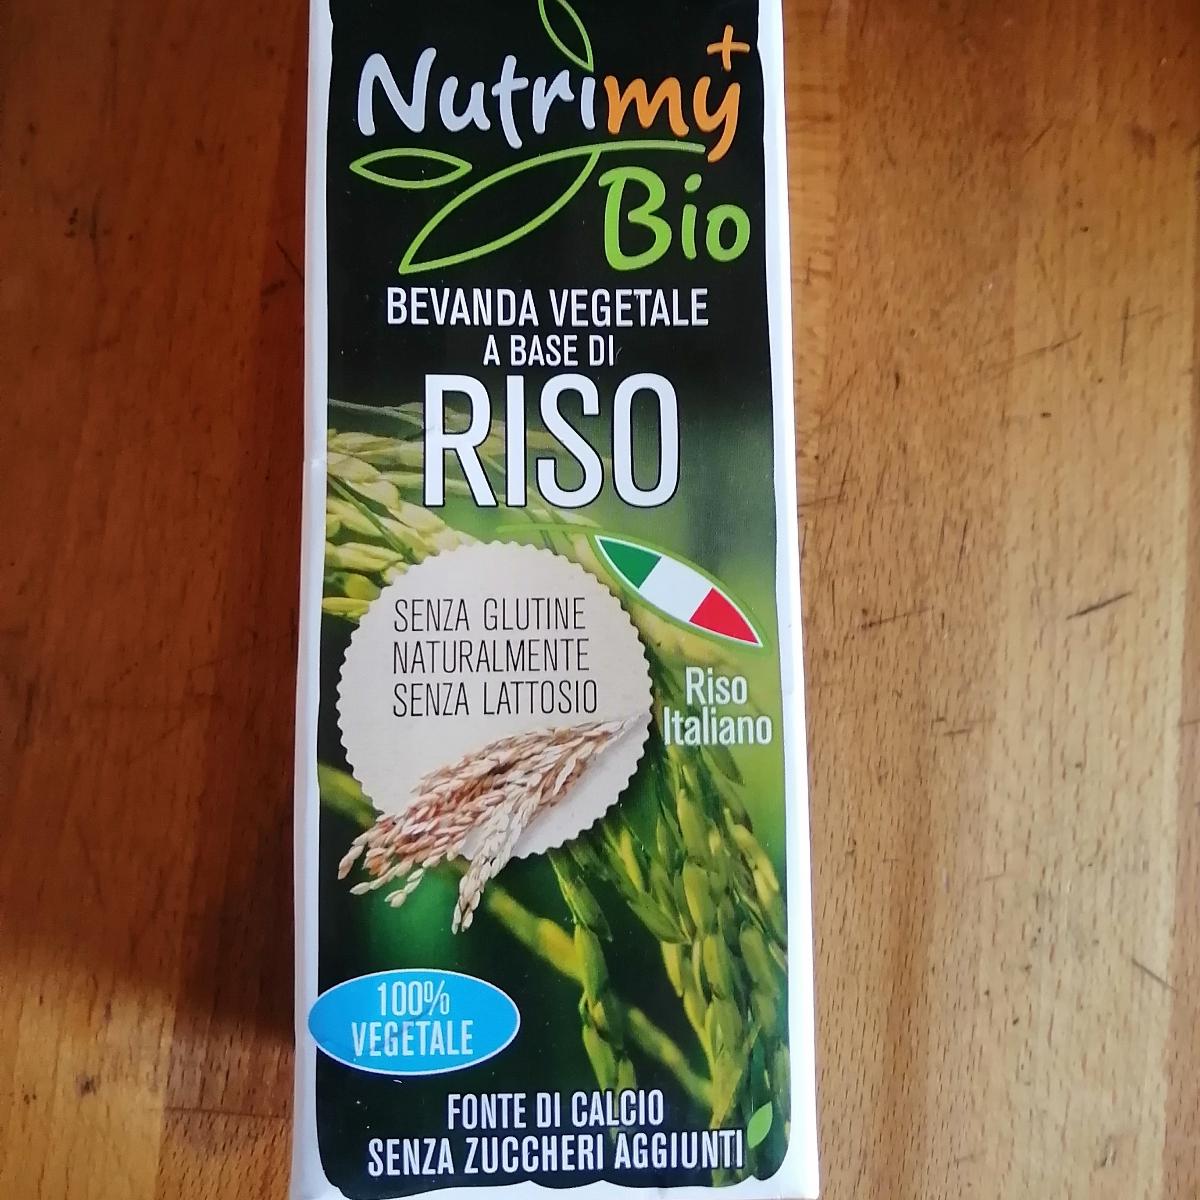 Nutrimy+
Bio
BEVANDA VEGETALE
A BASE DI
RISO
SENZA GLUTINE
NATURALMENTE
SENZA LATTOSIO
Riso
Italiano
100%
VEGETALE
FONTE DI CALCIO
SENZA ZUCCHERI AGGIUNTI